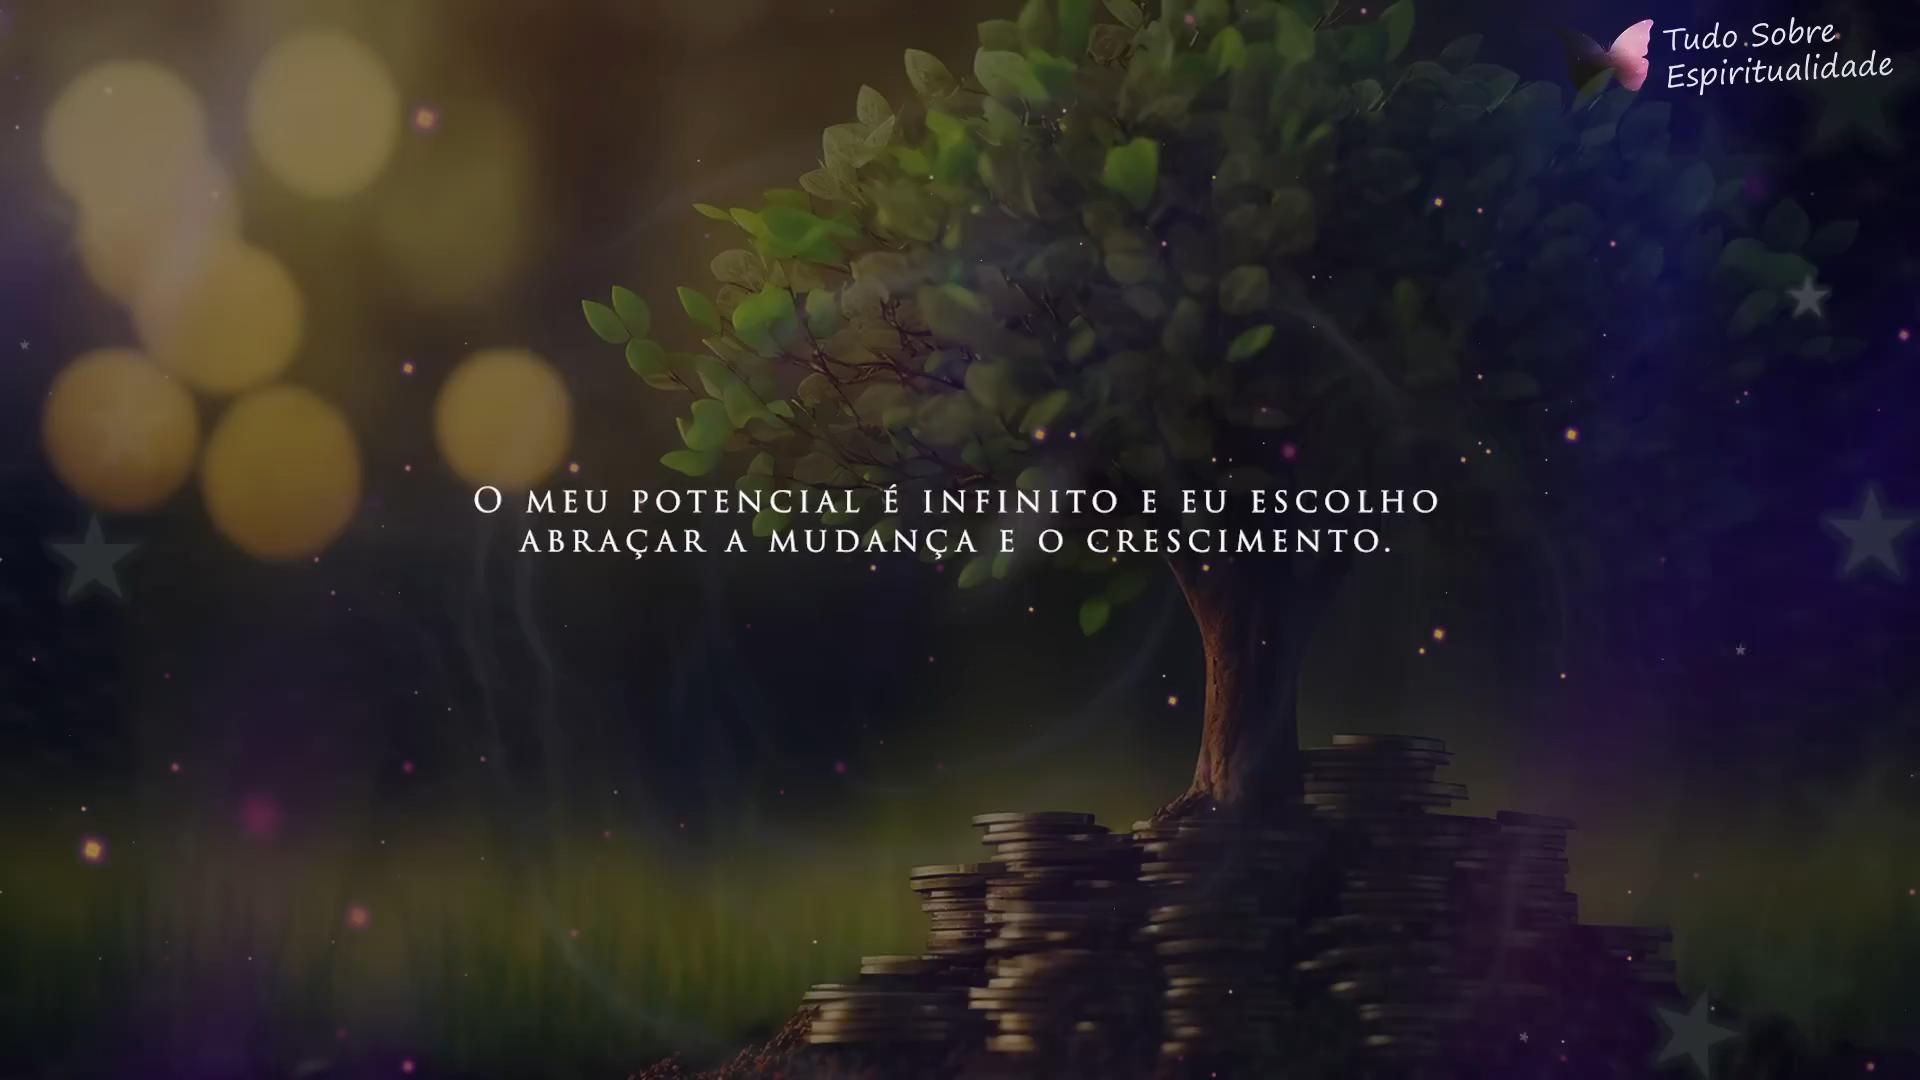 Tudo Sobre
Espiritualidade
O MEU POTENCIAL É INFINITO E EU ESCOLHO
ABRAÇAR A MUDANÇA E O CRESCIMENTO.